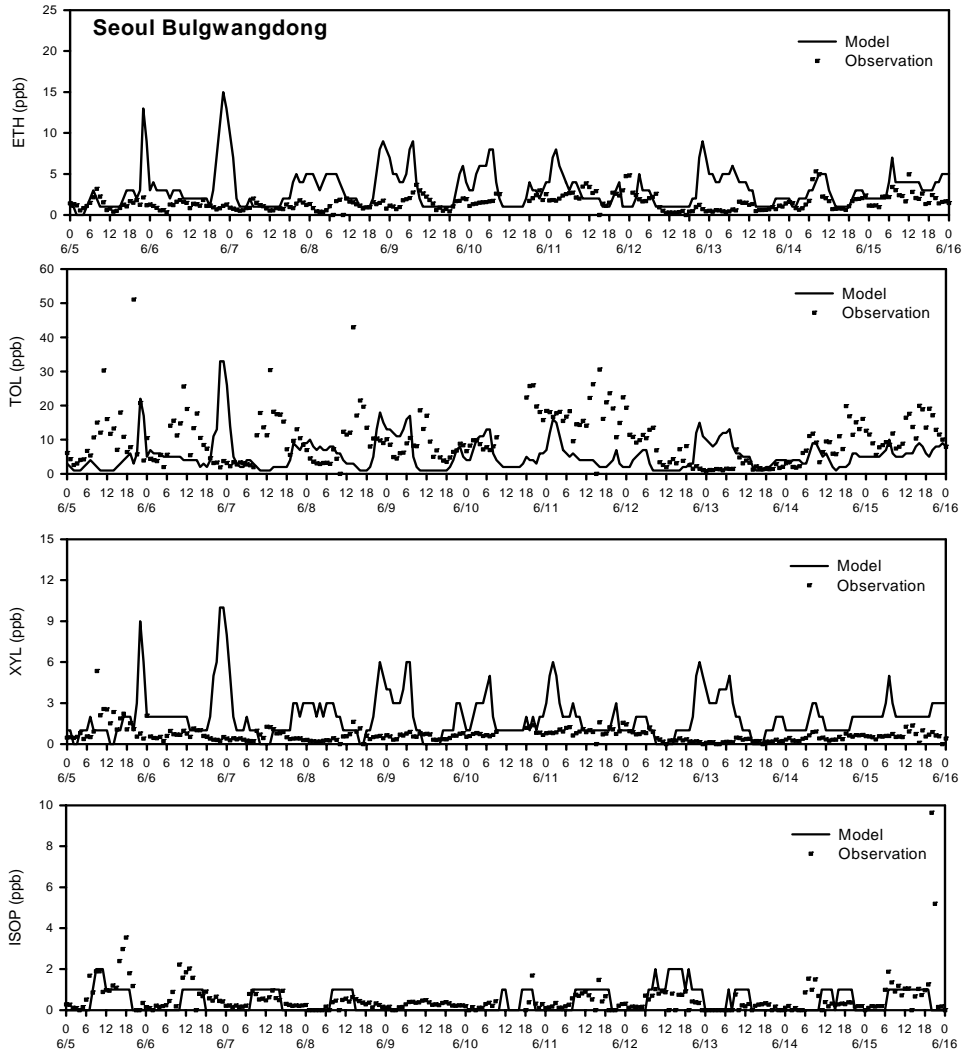 Seoul Bulgwangdong
Model
Observation
ETH (ppb)
25
20
15
10
5
0
0 6 12 18 0 6 12 18 0 6 12 18 0 6 12 18 0 6 12 18 0 6 12 18 0 6 12 18 0 6 12 18 0 6 12 18 0 6 12 18 0 6 12 18 0
6/5 6/6 6/7 6/8 6/9 6/10 6/11 6/12 6/13 6/14 6/15 6/16
Model
Observation
TOL (ppb)
60
50
40
30
20
10
0
0 6 12 18 0 6 12 18 0 6 12 18 0 6 12 18 0 6 12 18 0 6 12 18 0 6 12 18 0 6 12 18 0 6 12 18 0 6 12 18 0 6 12 18 0
6/5 6/6 6/7 6/8 6/9 6/10 6/11 6/12 6/13 6/14 6/15 6/16
Model
Observation
XYL (ppb)
15
12
9
6
3
0
0 6 12 18 0 6 12 18 0 6 12 18 0 6 12 18 0 6 12 18 0 6 12 18 0 6 12 18 0 6 12 18 0 6 12 18 0 6 12 18 0 6 12 18 0
6/5 6/6 6/7 6/8 6/9 6/10 6/11 6/12 6/13 6/14 6/15 6/16
Model
Observation
ISOP (ppb)
10
8
6
4
2
0
0 6 12 18 0 6 12 18 0 6 12 18 0 6 12 18 0 6 12 18 0 6 12 18 0 6 12 18 0 6 12 18 0 6 12 18 0 6 12 18 0 6 12 18 0
6/5 6/6 6/7 6/8 6/9 6/10 6/11 6/12 6/13 6/14 6/15 6/16